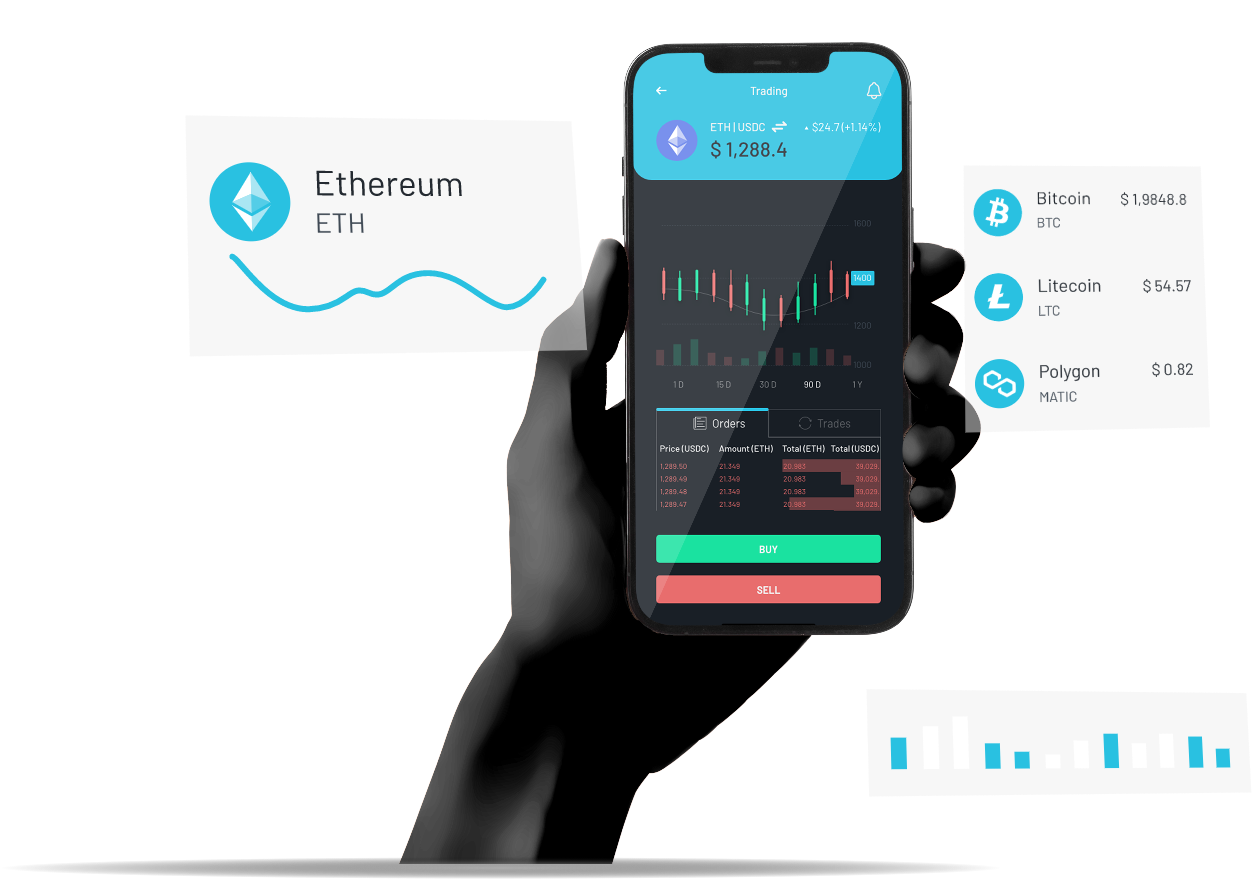 Ethereum
ETH
Trading
ETH | USDC
$24.7 (+1.14%)
$ 1,288.4
1600
1400
1200
1000
1 D 15 D 30 D 90 D 1 Y
Orders Trades
Price (USDC) Amount (ETH) Total (ETH) Total (USDC)
1,289.50 21.349 20.983 39,029.
1,289.49 21.349 20.983 39,029.
1,289.48 21.349 20.983 39,029.
1,289.47 21.349 20.983 39,029.
BUY
SELL
Bitcoin $ 1,9848.8
BTC
Litecoin $ 54.57
LTC
Polygon $ 0.82
MATIC